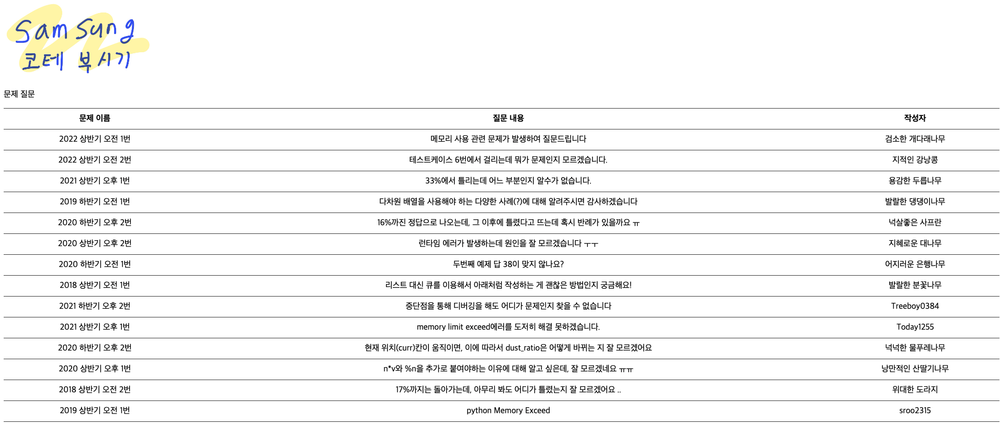 Samsung
코테 부시기
문제 질문
문제 이름 질문 내용 작성자
2022 상반기 오전 1번 메모리 사용 관련 문제가 발생하여 질문드립니다 검소한 개다래나무
2022 상반기 오전 2번 테스트케이스 6번에서 걸리는데 뭐가 문제인지 모르겠습니다. 지적인 강낭콩
2021 상반기 오후 1번 33%에서 틀리는데 어느 부분인지 알수가 없습니다. 용감한 두릅나무
2019 하반기 오전 1번 다차원 배열을 사용해야 하는 다양한 사례(?)에 대해 알려주시면 감사하겠습니다 발랄한 댕댕이나무
2020 하반기 오후 2번 16%까진 정답으로 나오는데, 그 이후에 틀렸다고 뜨는데 혹시 반례가 있을까요 ㅠ 넉살좋은 사프란
2020 상반기 오후 2번 런타임 에러가 발생하는데 원인을 잘 모르겠습니다 ㅜㅜ 지혜로운 대나무
2020 하반기 오전 1번 두번째 예제 답 38이 맞지 않나요? 어지러운 은행나무
2018 상반기 오전 1번 리스트 대신 큐를 이용해서 아래처럼 작성하는 게 괜찮은 방법인지 궁금해요! 발랄한 분꽃나무
2021 하반기 오후 2번 중단점을 통해 디버깅을 해도 어디가 문제인지 찾을 수 없습니다 Treeboy0384
2021 상반기 오후 1번 memory limit exceed에러를 도저히 해결 못하겠습니다. Today1255
2020 하반기 오후 2번 현재 위치(curr)칸이 움직이면, 이에 따라서 dust_ratio은 어떻게 바뀌는 지 잘 모르겠어요 넉넉한 물푸레나무
2020 상반기 오후 1번 n*v와 %n을 추가로 붙여야하는 이유에 대해 알고 싶은데, 잘 모르겠네요 ㅠㅠ 낭만적인 산딸기나무
2018 상반기 오전 2번 17%까지는 돌아가는데, 아무리 봐도 어디가 틀렸는지 잘 모르겠어요 .. 위대한 도라지
2019 상반기 오전 1번 python Memory Exceed sroo2315